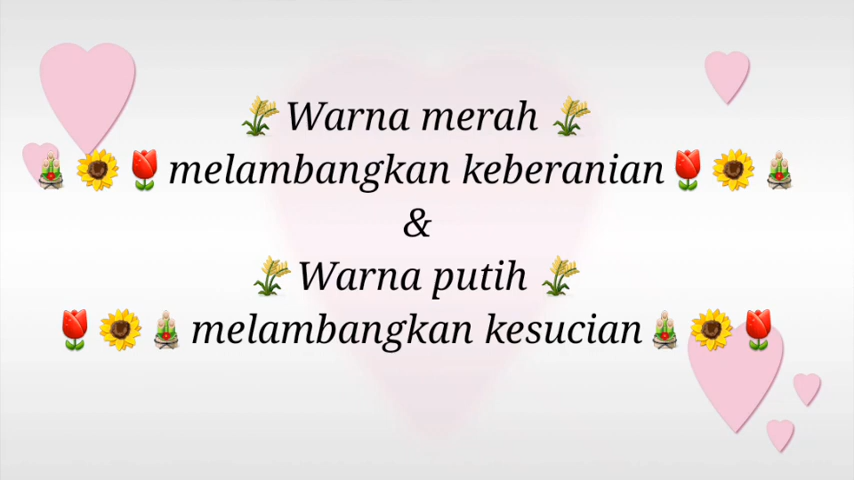 🌾Warna merah 🌾
🎍🌻🌷melambangkan keberanian🌷🌻🎍
&
🌾Warna putih 🌾
🌷🌻🎍melambangkan kesucian🎍🌻🌷